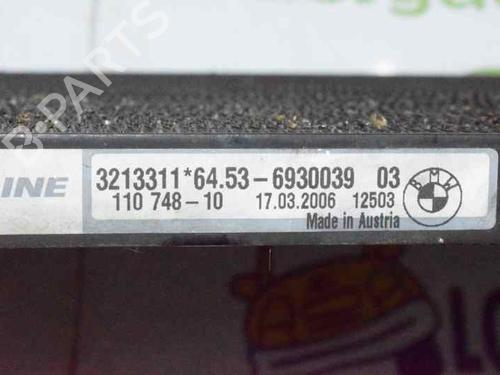 INE
3213311*64.53-6930039 03
110 748-10 17.03.2006 12503
Made in Austria
BMW
B-PARTS